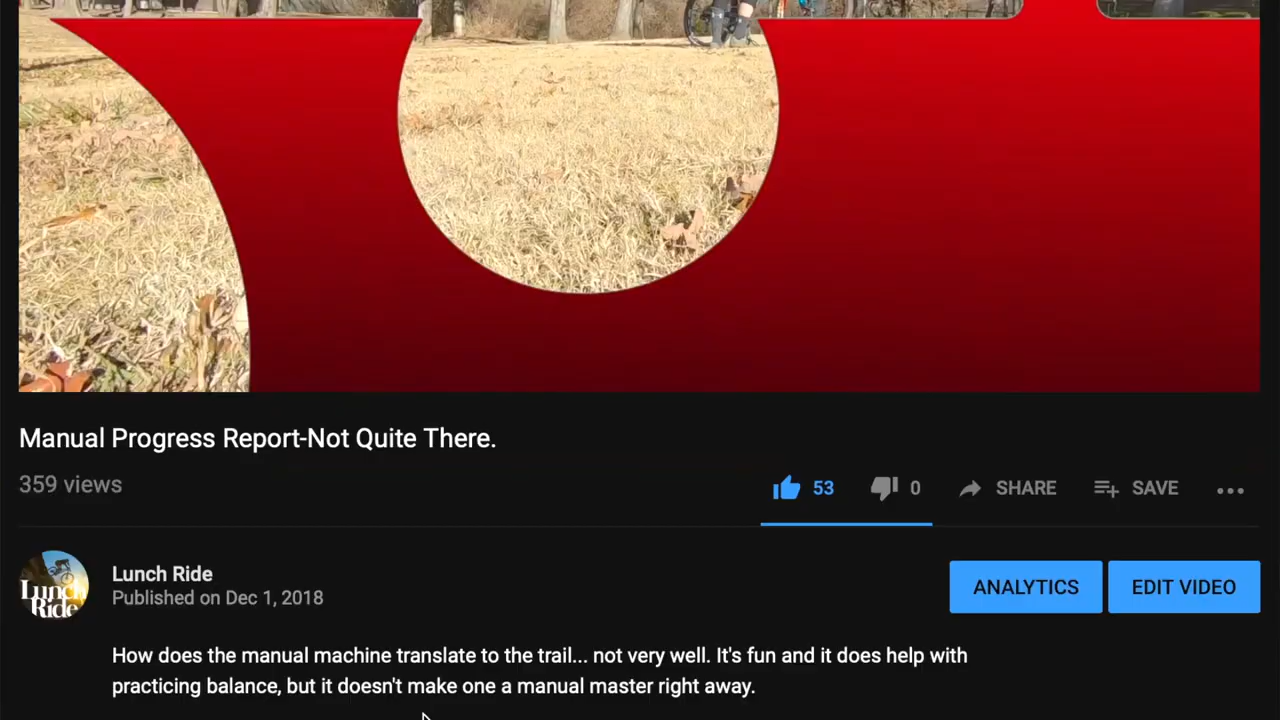 Manual Progress Report-Not Quite There.
359 views
53
0
SHARE
SAVE
Lunch Ride
Lunch Ride
Published on Dec 1, 2018
ANALYTICS
EDIT VIDEO
How does the manual machine translate to the trail... not very well. It's fun and it does help with
practicing balance, but it doesn't make one a manual master right away.